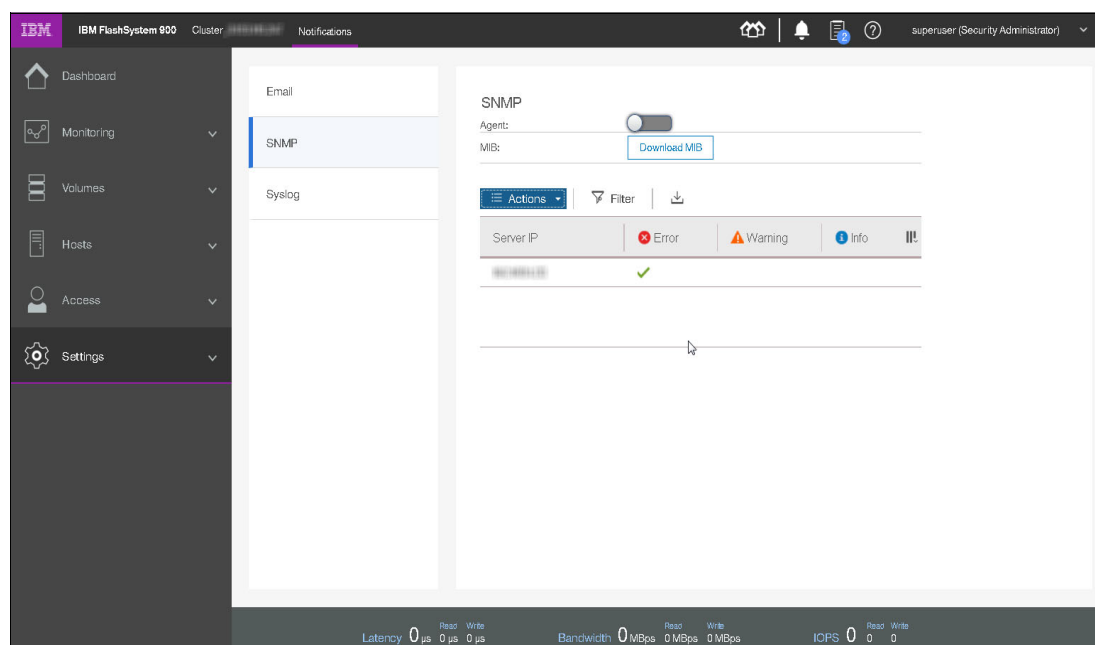 IBM IBM FlashSystem 900 Cluster Notifications 2 ? superuser (Security Administrator)
Dashboard
Monitoring
Volumes
Hosts
Access
Settings
Email
SNMP
Syslog
SNMP
Agent:
MIB: Download MIB
Actions Filter
Server IP Error Warning Info
Latency 0 µs Read 0 µs Write 0 µs
Bandwidth 0 MBps Read 0 MBps Write 0 MBps
IOPS 0 Read 0 Write 0